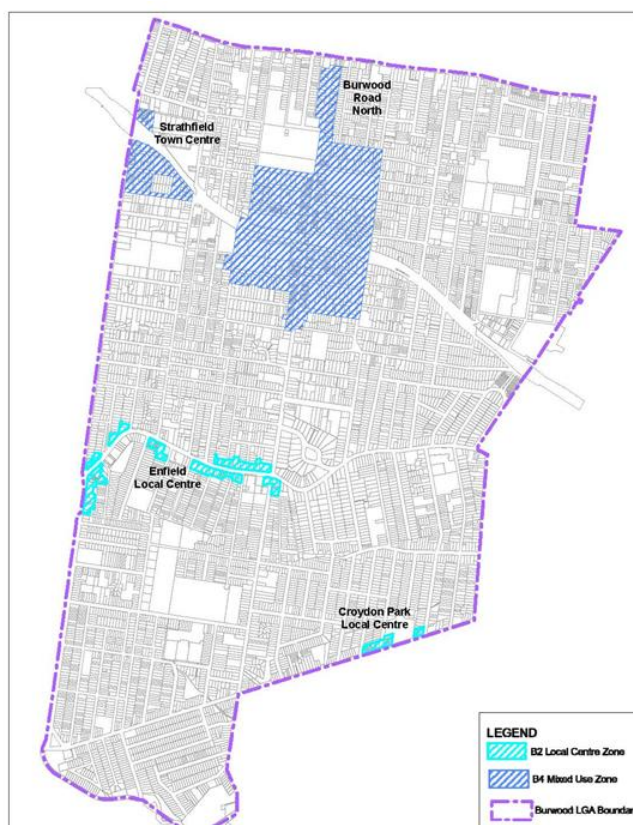 Burwood
Road
North
Strathfield
Town Centre
Enfield
Local Centre
Croydon Park
Local Centre
LEGEND
B2 Local Centre Zone
B4 Mixed Use Zone
Burwood LGA Boundar